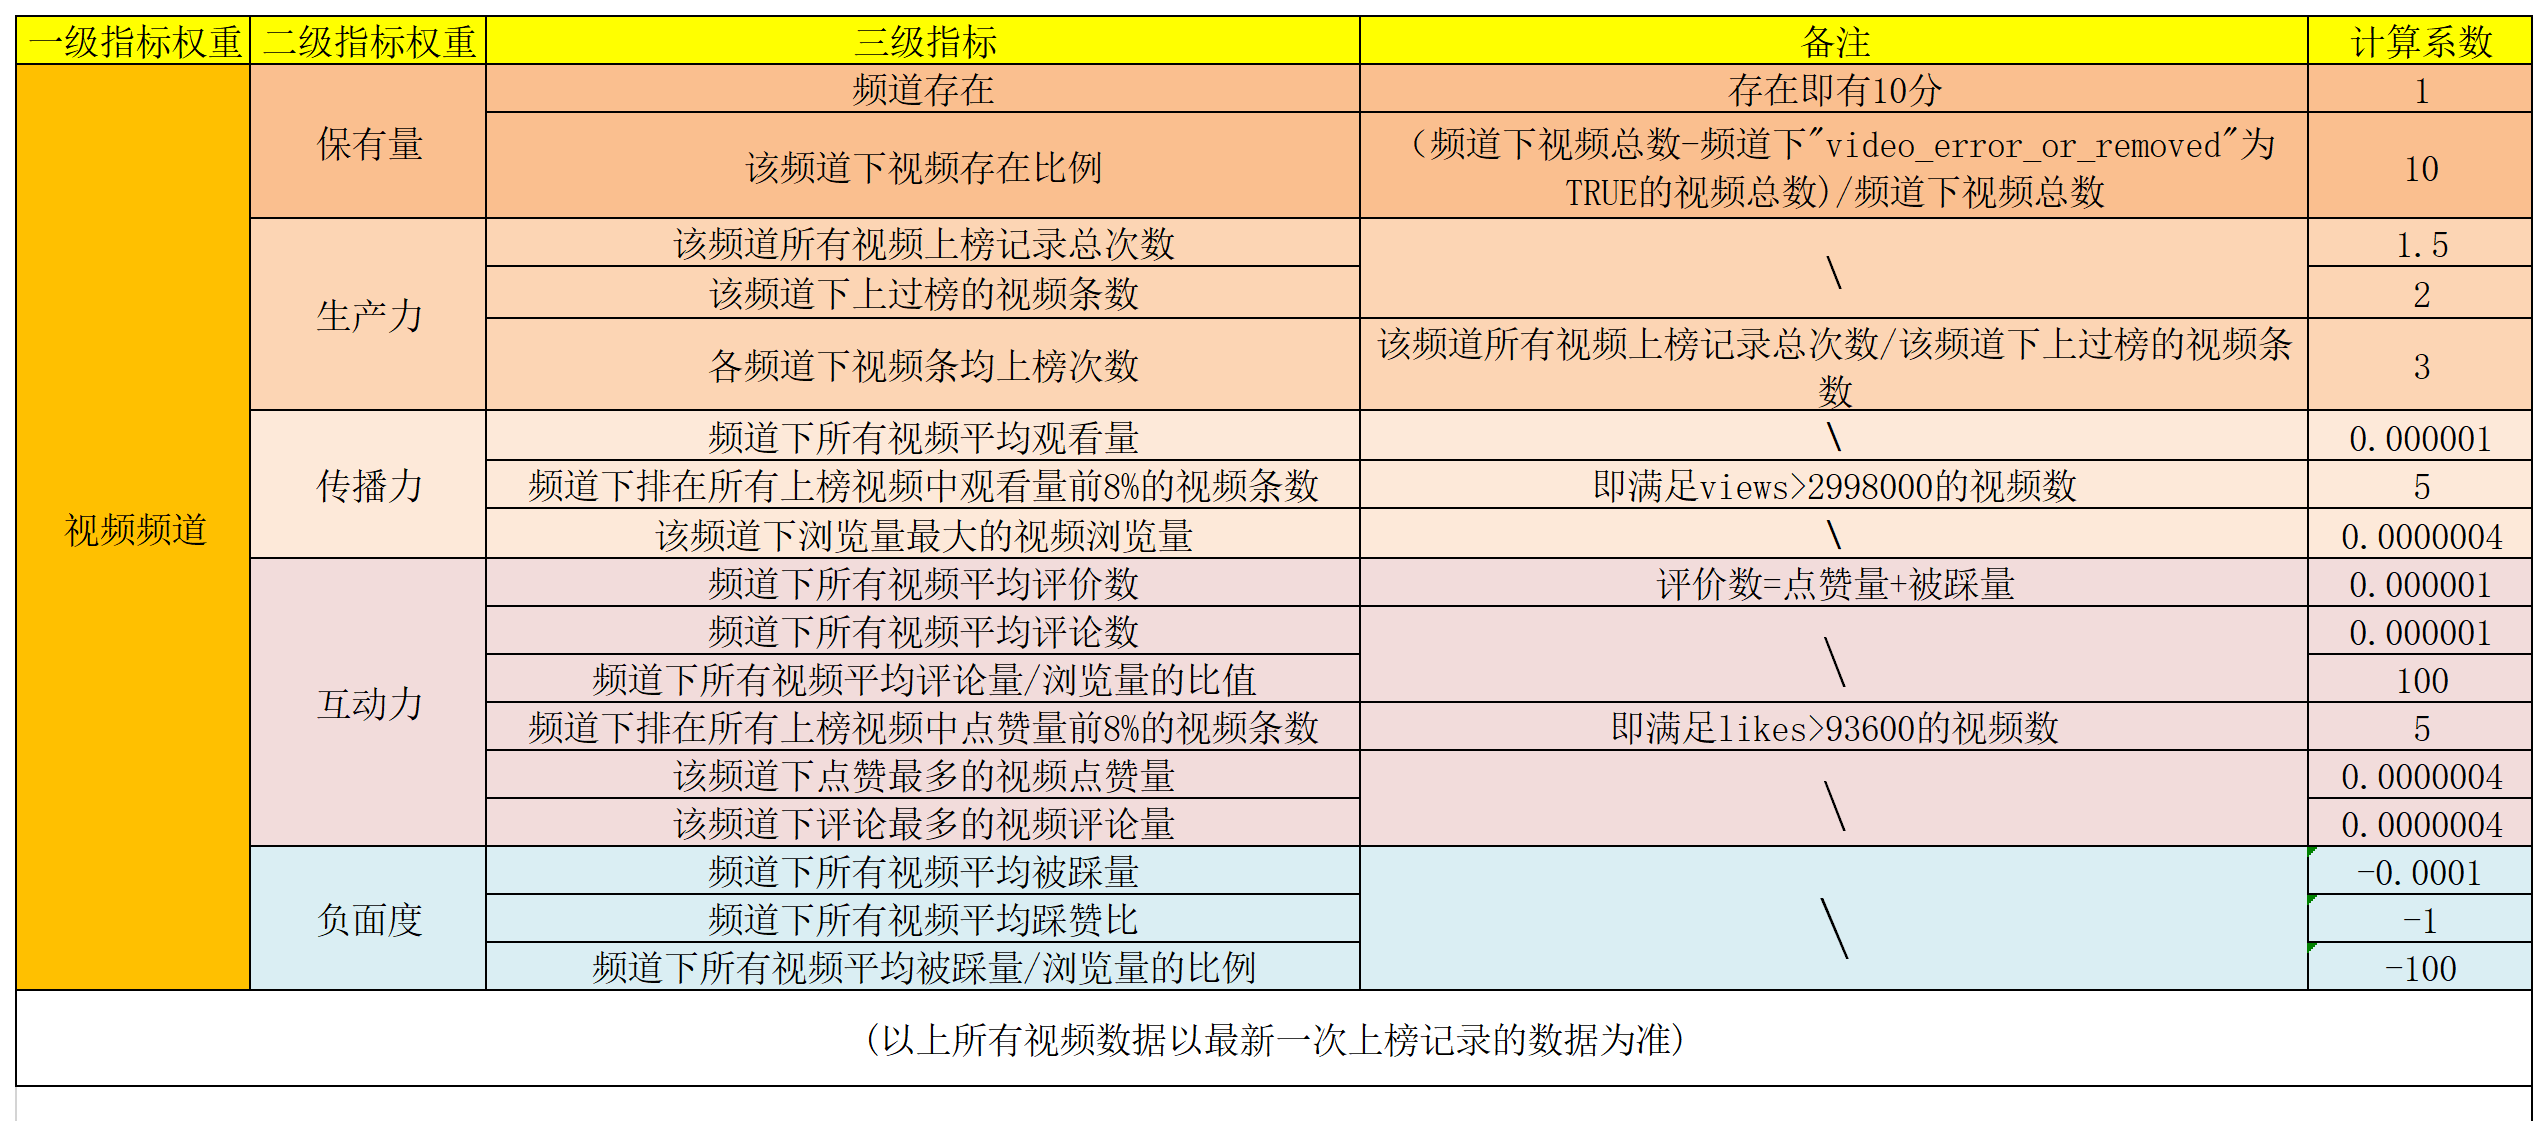 一级指标权重 二级指标权重 三级指标 备注 计算系数
视频频道
保有量
频道存在 存在即有10分 1
该频道下视频存在比例 (频道下视频总数-频道下"video_error_or_removed"为
TRUE的视频总数)/频道下视频总数 10
生产力
该频道所有视频上榜记录总次数 \ 1.5
该频道下上过榜的视频条数 2
各频道下视频条均上榜次数 该频道所有视频上榜记录总次数/该频道下上过榜的视频条
数 3
传播力
频道下所有视频平均观看量 \ 0.000001
频道下排在所有上榜视频中观看量前8%的视频条数 即满足views>2998000的视频数 5
该频道下浏览量最大的视频浏览量 \ 0.0000004
互动力
频道下所有视频平均评价数 评价数=点赞量+被踩量 0.000001
频道下所有视频平均评论数 \ 0.000001
频道下所有视频平均评论量/浏览量的比值 100
频道下排在所有上榜视频中点赞量前8%的视频条数 即满足likes>93600的视频数 5
该频道下点赞最多的视频点赞量 \ 0.0000004
该频道下评论最多的视频评论量 0.0000004
负面度
频道下所有视频平均被踩量 \ -0.0001
频道下所有视频平均踩赞比 -1
频道下所有视频平均被踩量/浏览量的比例 -100
(以上所有视频数据以最新一次上榜记录的数据为准)